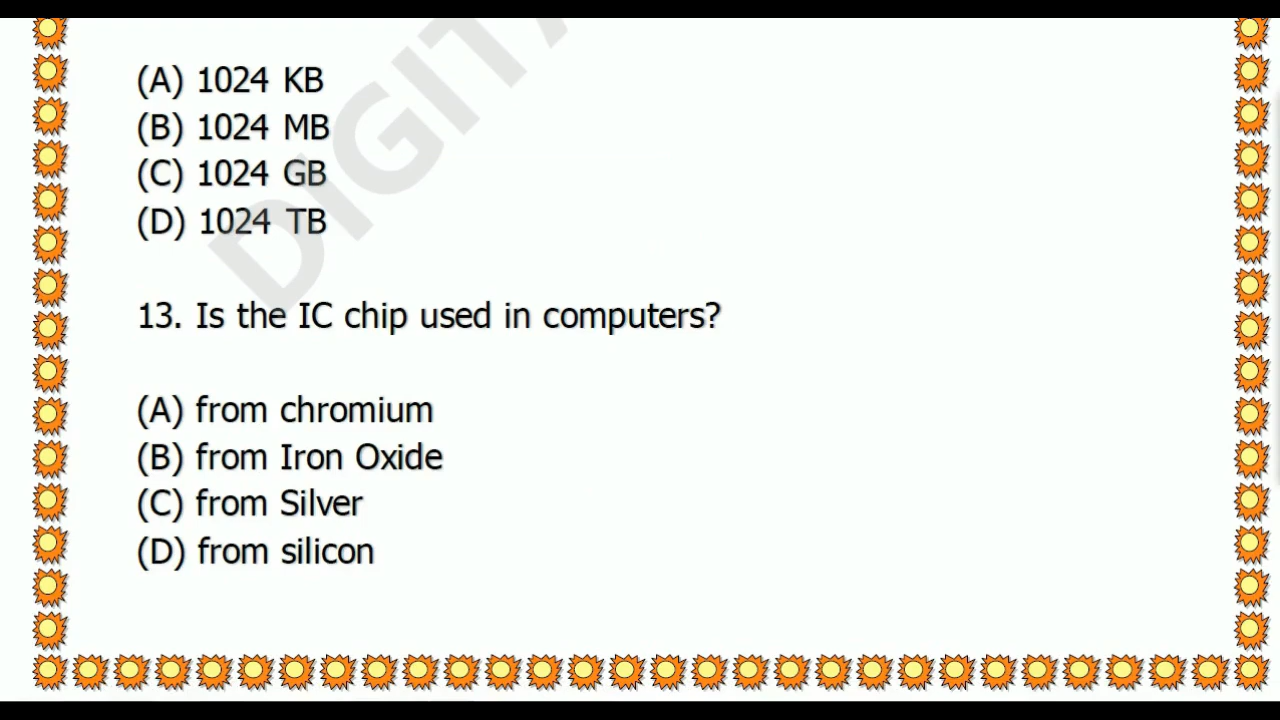 (A) 1024 KB
(B) 1024 MB
(C) 1024 GB
(D) 1024 TB
13. Is the IC chip used in computers?
(A) from chromium
(B) from Iron Oxide
(C) from Silver
(D) from silicon